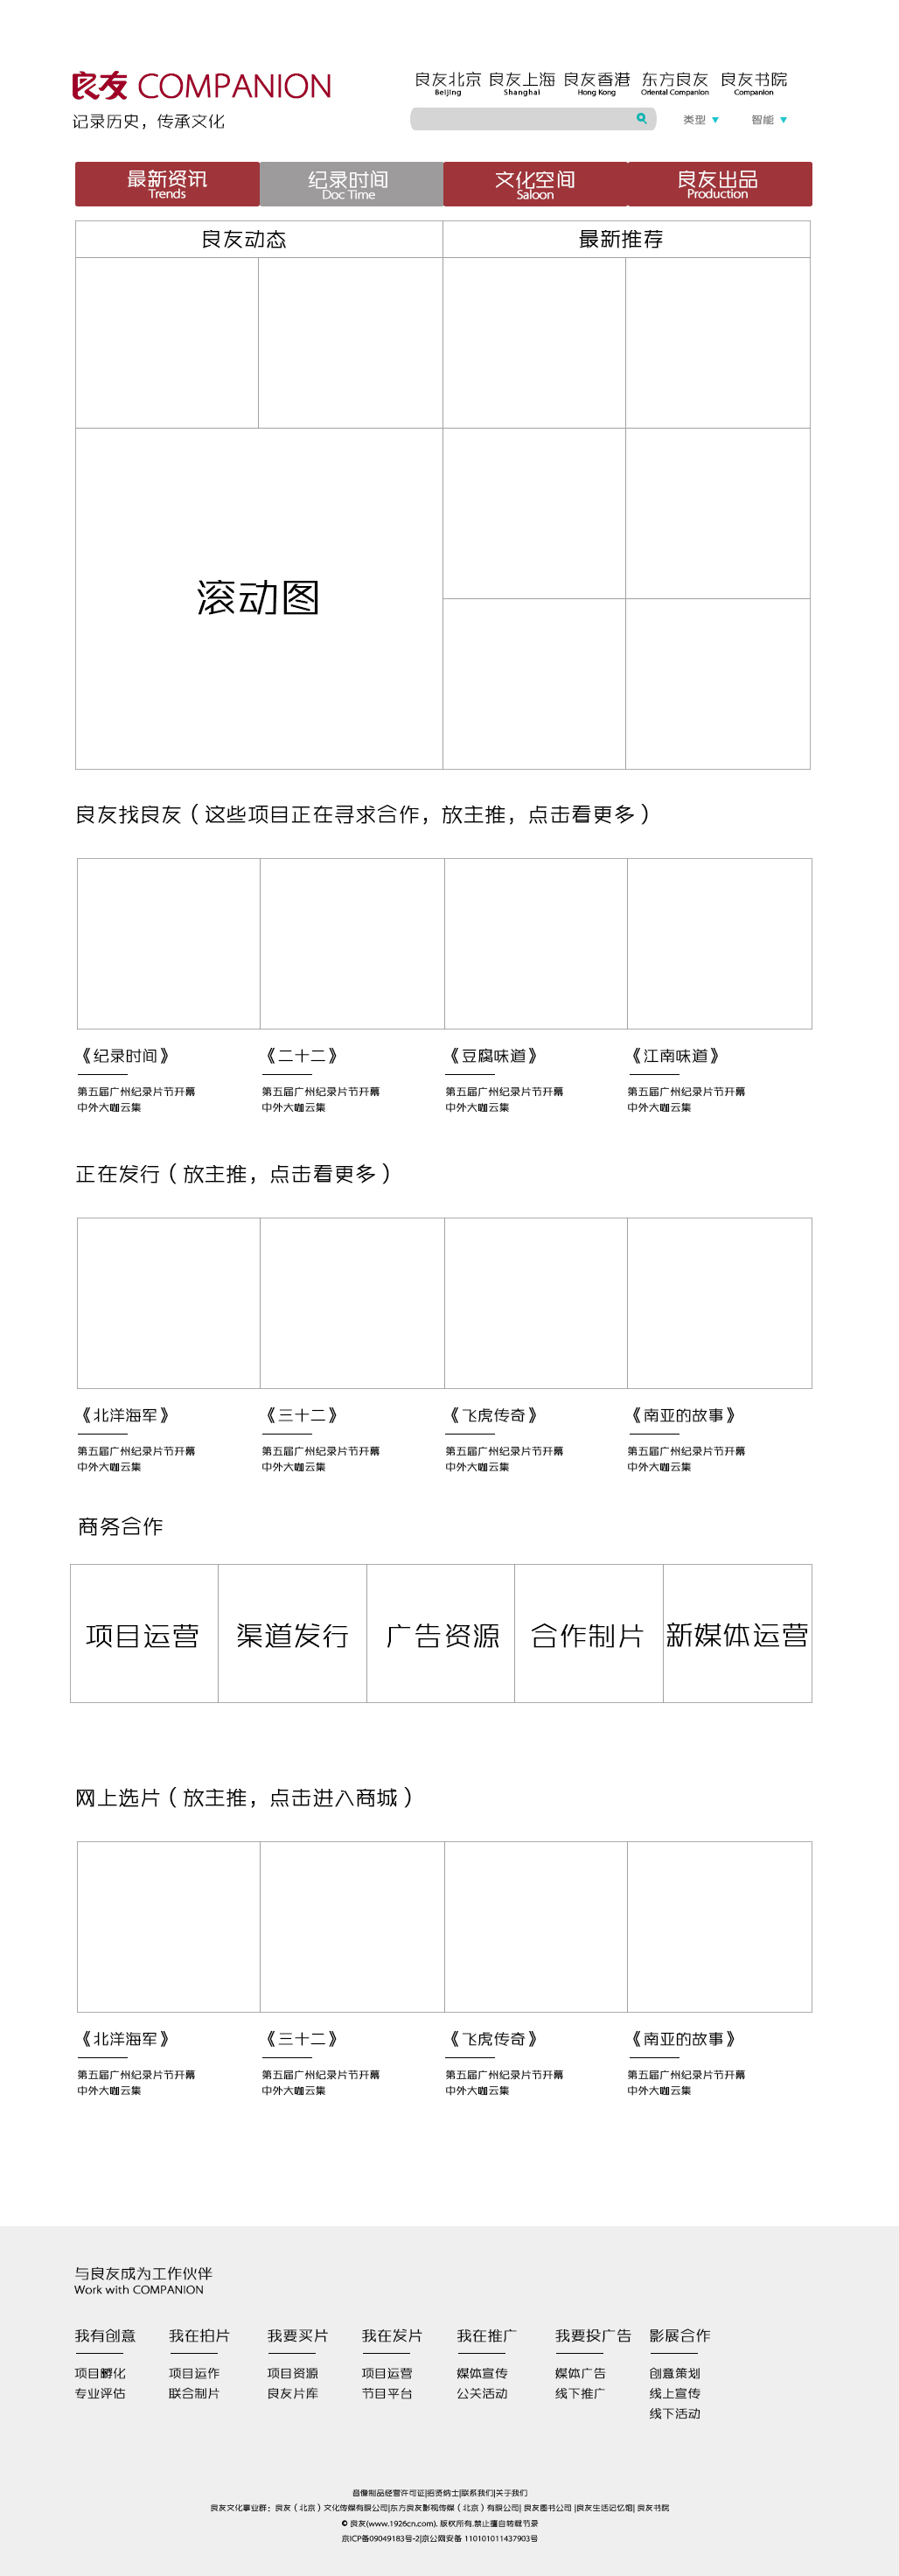 良友 COMPANION
记录历史，传承文化
良友北京 良友上海 良友香港 东方良友 良友书院
Beijing Shanghai Hong Kong Oriental Companion Companion
类型 智能
最新资讯 纪录时间 文化空间 良友出品
Trends Doc Time Saloon Production
良友动态 最新推荐
滚动图
良友找良友（这些项目正在寻求合作，放主推，点击看更多）
《纪录时间》 《二十二》 《豆腐味道》 《江南味道》
第五届广州纪录片节开幕 第五届广州纪录片节开幕 第五届广州纪录片节开幕 第五届广州纪录片节开幕
中外大咖云集 中外大咖云集 中外大咖云集 中外大咖云集
正在发行（放主推，点击看更多）
《北洋海军》 《三十二》 《飞虎传奇》 《南亚的故事》
第五届广州纪录片节开幕 第五届广州纪录片节开幕 第五届广州纪录片节开幕 第五届广州纪录片节开幕
中外大咖云集 中外大咖云集 中外大咖云集 中外大咖云集
商务合作
项目运营 渠道发行 广告资源 合作制片 新媒体运营
网上选片（放主推，点击进入商城）
《北洋海军》 《三十二》 《飞虎传奇》 《南亚的故事》
第五届广州纪录片节开幕 第五届广州纪录片节开幕 第五届广州纪录片节开幕 第五届广州纪录片节开幕
中外大咖云集 中外大咖云集 中外大咖云集 中外大咖云集
与良友成为工作伙伴
Work with COMPANION
我有创意 我在拍片 我要买片 我在发片 我在推广 我要投广告 影展合作
项目孵化 项目运作 项目资源 项目运营 媒体宣传 媒体广告 创意策划
专业评估 联合制片 良友片库 节目平台 公关活动 线下推广 线上宣传
线下活动
音像制品经营许可证|招贤纳士|联系我们|关于我们
良友文化事业群：良友（北京）文化传媒有限公司|东方良友影视传媒（北京）有限公司| 良友图书公司 |良友生活记忆馆| 良友书院
© 良友(www.1926cn.com). 版权所有.禁止擅自转载节录
京ICP备09049183号-2|京公网安备 110101011437903号